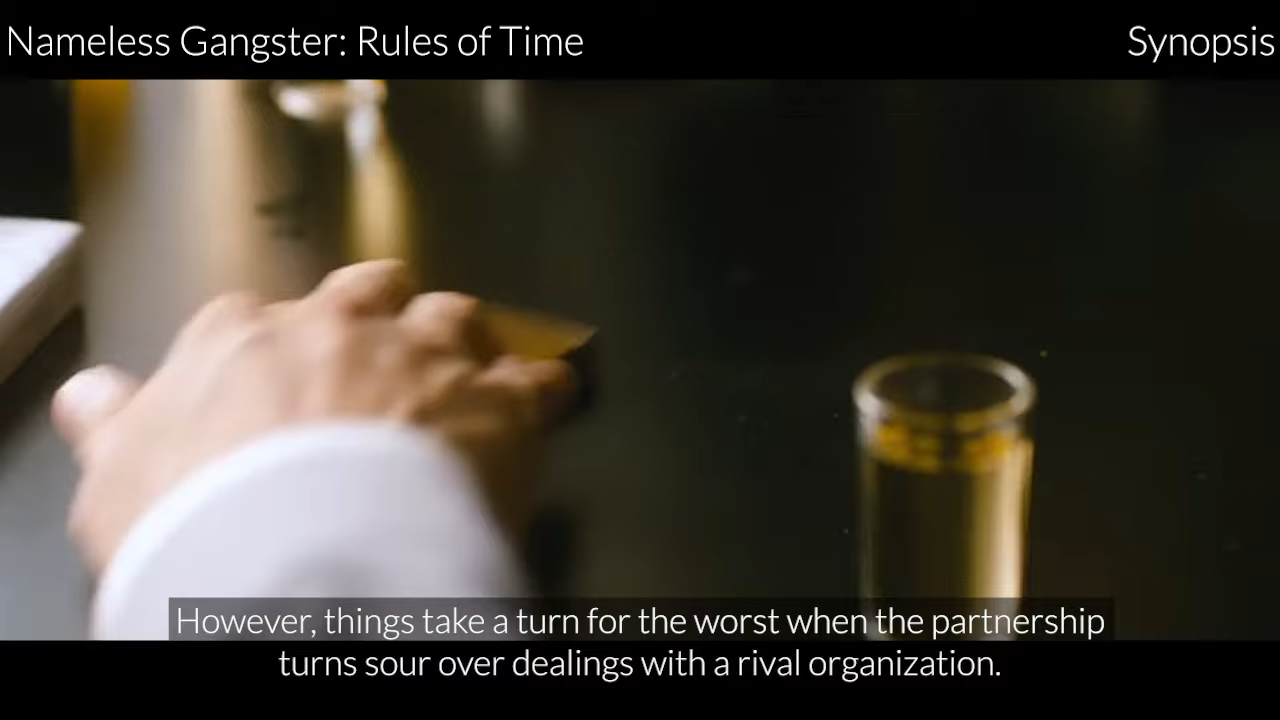 Nameless Gangster: Rules of Time
Synopsis
However, things take a turn for the worst when the partnership
turns sour over dealings with a rival organization.